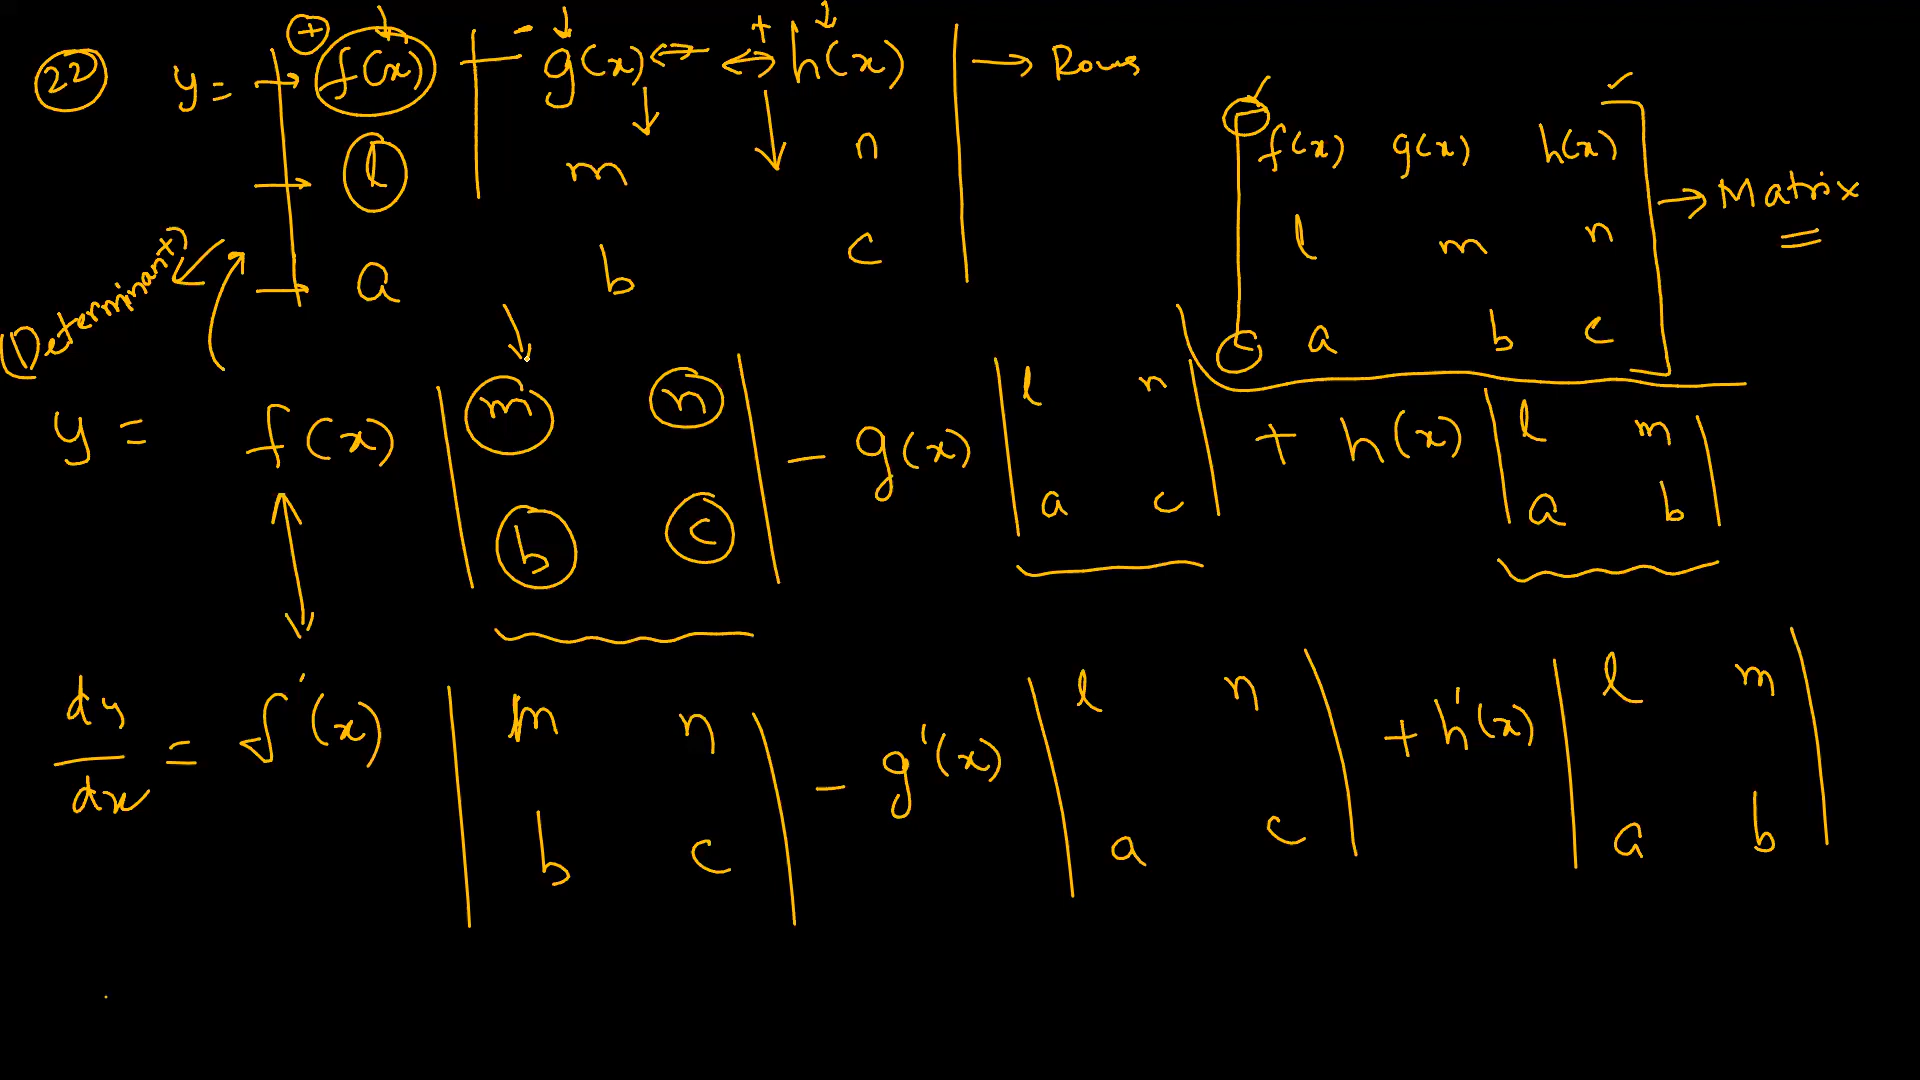 (22) y = | f(x) g(x) h(x) | → Rows
+ - +
l m n
a b c
(Determinant)
[ f(x) g(x) h(x) ] → Matrix
l m n
a b c
y = f(x) | m n | - g(x) | l n | + h(x) | l m |
b c a c a b
dy/dx = f'(x) | m n | - g'(x) | l n | + h'(x) | l m |
b c a c a b